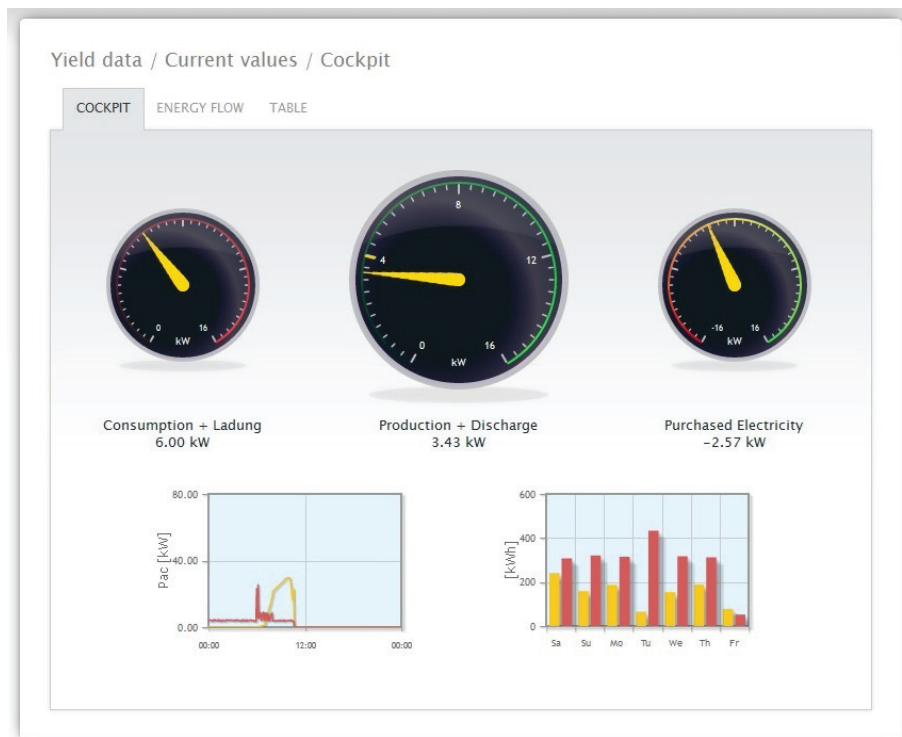 Yield data / Current values / Cockpit
COCKPIT ENERGY FLOW TABLE
0 16
kW
4 8 12
0 16
kW
-16 16
kW
Consumption + Ladung
6.00 kW
Production + Discharge
3.43 kW
Purchased Electricity
-2.57 kW
Pac [kW]
80.00
40.00
0.00
00:00 12:00 00:00
[kWh]
600
400
200
0
Sa Su Mo Tu We Th Fr